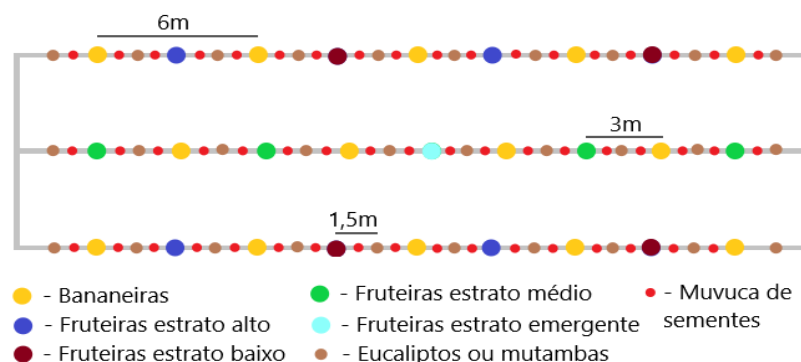 6m
3m
1,5m
- Bananeiras
- Fruteiras estrato médio
- Muvuca de
sementes
- Fruteiras estrato alto
- Fruteiras estrato emergente
- Fruteiras estrato baixo
- Eucaliptos ou mutambas